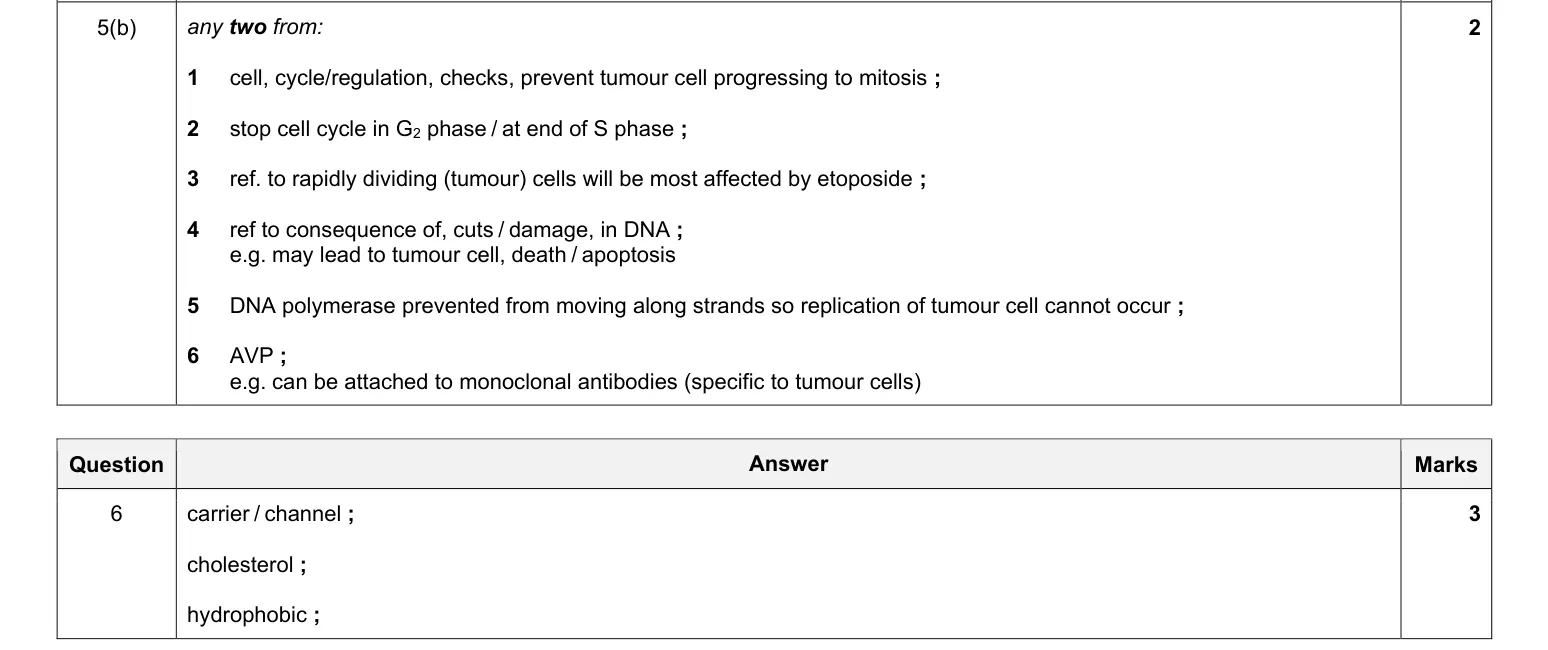 5(b) any two from: 2
1 cell, cycle/regulation, checks, prevent tumour cell progressing to mitosis ;
2 stop cell cycle in G₂ phase / at end of S phase ;
3 ref. to rapidly dividing (tumour) cells will be most affected by etoposide ;
4 ref to consequence of, cuts / damage, in DNA ;
e.g. may lead to tumour cell, death / apoptosis
5 DNA polymerase prevented from moving along strands so replication of tumour cell cannot occur ;
6 AVP ;
e.g. can be attached to monoclonal antibodies (specific to tumour cells)
Question Answer Marks
6 carrier / channel ; 3
cholesterol ;
hydrophobic ;